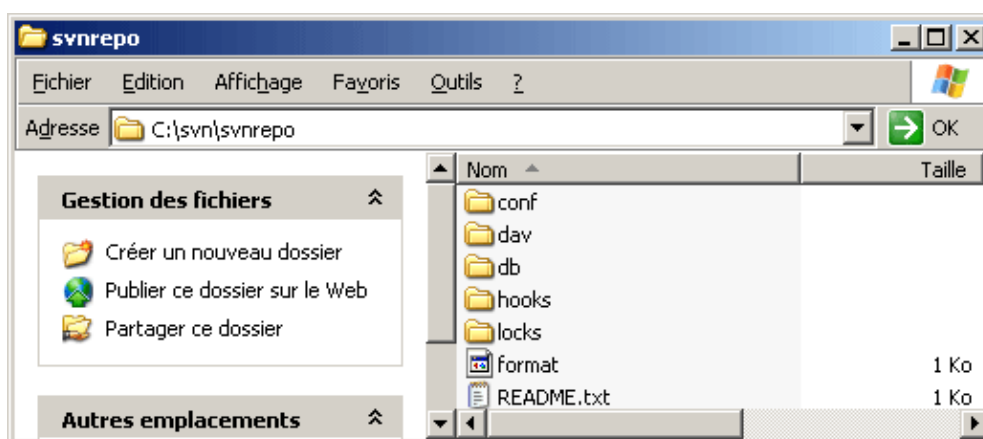 svnrepo
Fichier Edition Affichage Favoris Outils ?
Adresse C:\svn\svnrepo OK
Nom Taille
Gestion des fichiers
Créer un nouveau dossier
Publier ce dossier sur le Web
Partager ce dossier
Autres emplacements
conf
dav
db
hooks
locks
format 1 Ko
README.txt 1 Ko